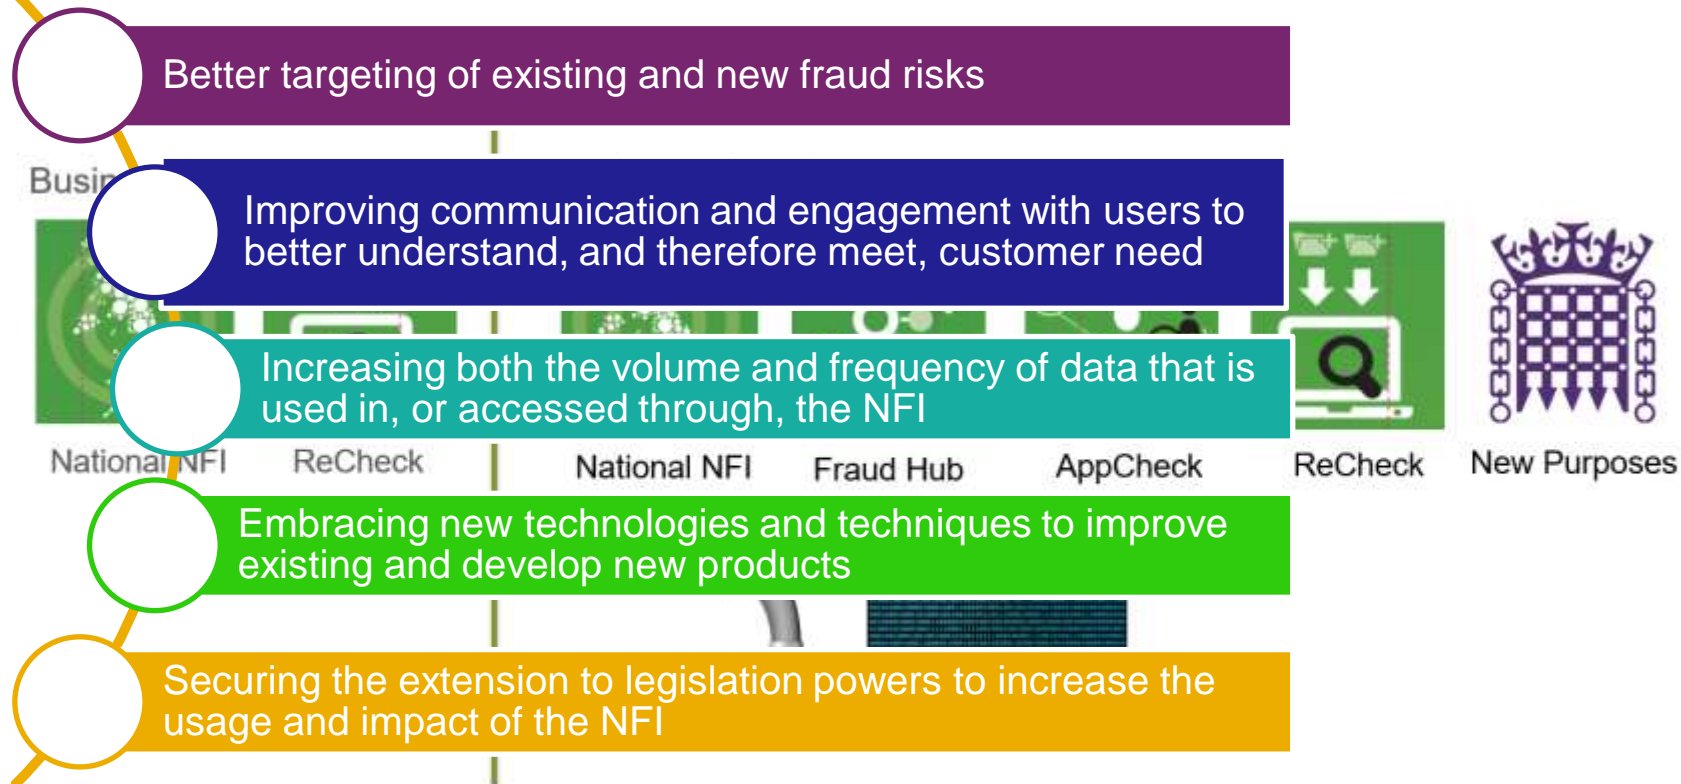 Better targeting of existing and new fraud risks
Improving communication and engagement with users to
better understand, and therefore meet, customer need
Increasing both the volume and frequency of data that is
used in, or accessed through, the NFI
National NFI
ReCheck
National NFI
Fraud Hub
AppCheck
ReCheck
New Purposes
Embracing new technologies and techniques to improve
existing and develop new products
Securing the extension to legislation powers to increase the
usage and impact of the NFI